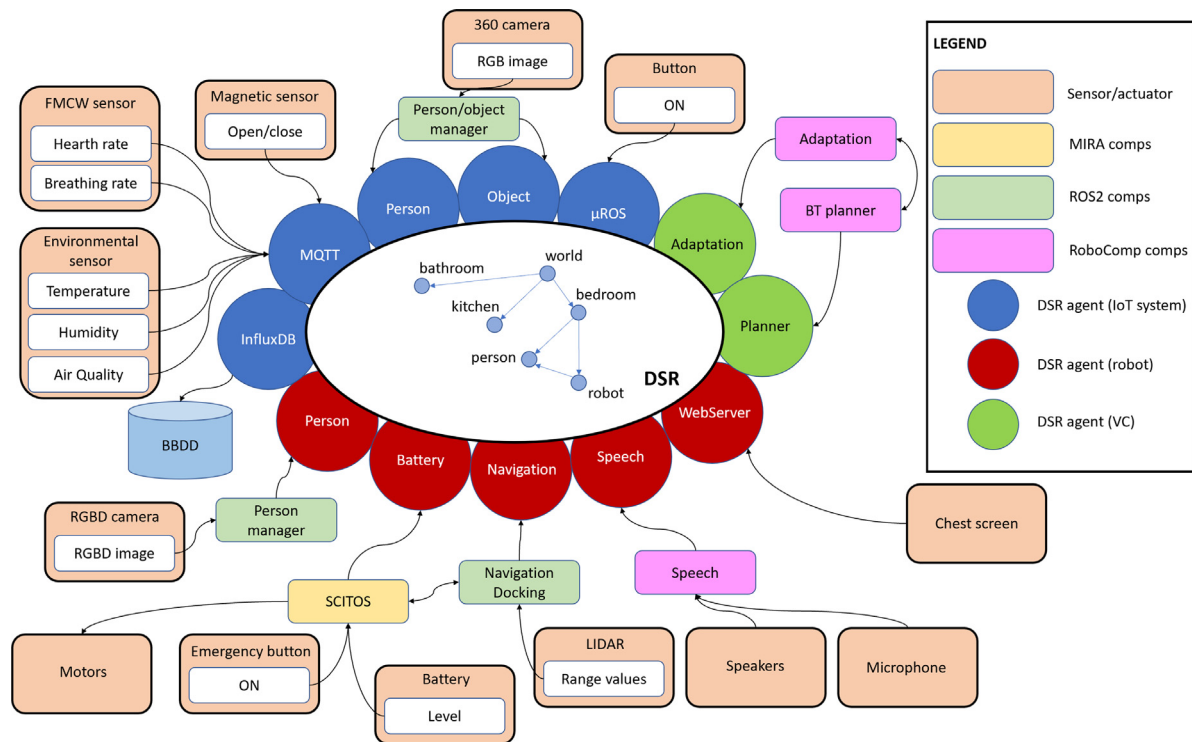 360 camera
RGB image
Button
ON
LEGEND
Sensor/actuator
MIRA comps
ROS2 comps
RoboComp comps
DSR agent (IoT system)
DSR agent (robot)
DSR agent (VC)
FMCW sensor
Hearth rate
Breathing rate
Magnetic sensor
Open/close
Person/object
manager
Adaptation
BT planner
Environmental
sensor
Temperature
Humidity
Air Quality
MQTT
Person
Object
µROS
Adaptation
Planner
InfluxDB
BBDD
bathroom
world
kitchen
bedroom
person
robot
DSR
Person
Battery
Navigation
Speech
WebServer
RGBD camera
RGBD image
Person
manager
Chest screen
SCITOS
Navigation
Docking
Speech
Motors
Emergency button
ON
Battery
Level
LIDAR
Range values
Speakers
Microphone